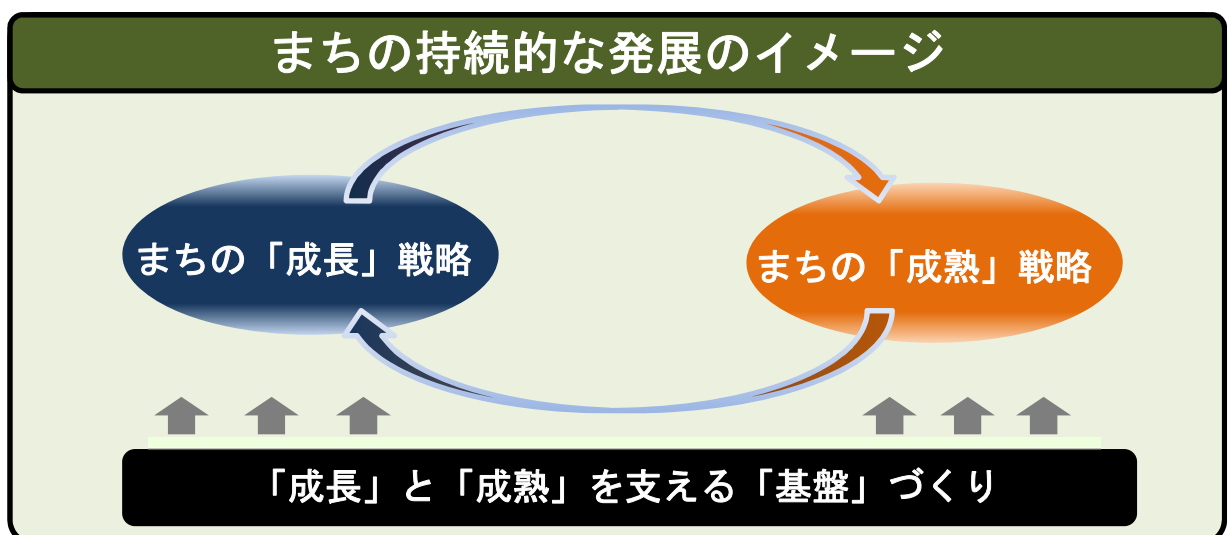 まちの持続的な発展のイメージ
まちの「成長」戦略
まちの「成熟」戦略
「成長」と「成熟」を支える「基盤」づくり